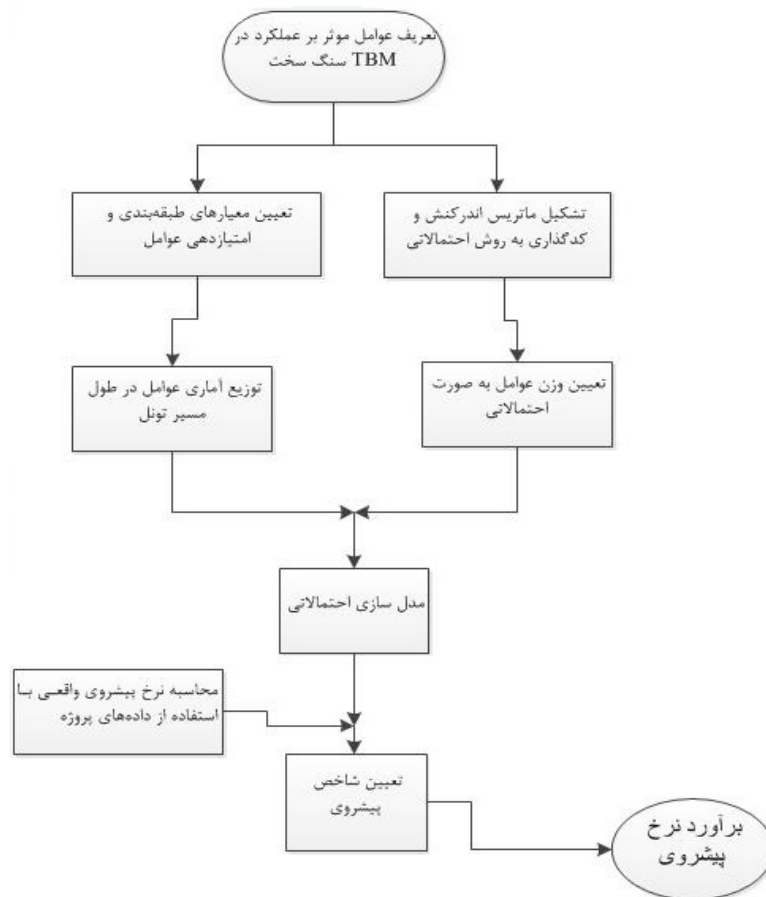 تعریف عوامل موثر بر عملکرد در
TBM سنگ سخت
تعیین معیارهای طبقه‌بندی و
امتیازدهی عوامل
تشکیل ماتریس اندرکنش و
کدگذاری به روش احتمالاتی
توزیع آماری عوامل در طول
مسیر تونل
تعیین وزن عوامل به صورت
احتمالاتی
مدل سازی احتمالاتی
محاسبه نرخ پیشروی واقعی بـا
استفاده از داده‌های پروژه
تعیین شاخص
پیشروی
برآورد نرخ
پیشروی